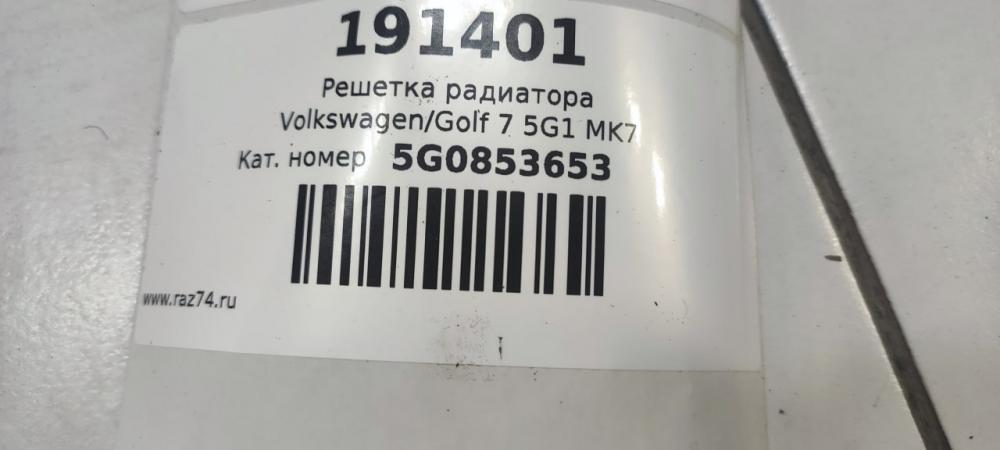 191401
Решетка радиатора
Volkswagen/Golf 7 5G1 MK7
Кат. номер 5G0853653
www.raz74.ru